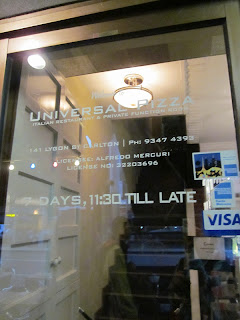 UNIVERSAL PIZZA
ITALIAN RESTAURANT & PRIVATE FUNCTION ROOM
141 LYGON ST CARLTON | PH: 9347 4393
LICENSEE: ALFREDO MERCURI
LICENSE NO: 32203696
7 DAYS, 11:30 TILL LATE
VISA